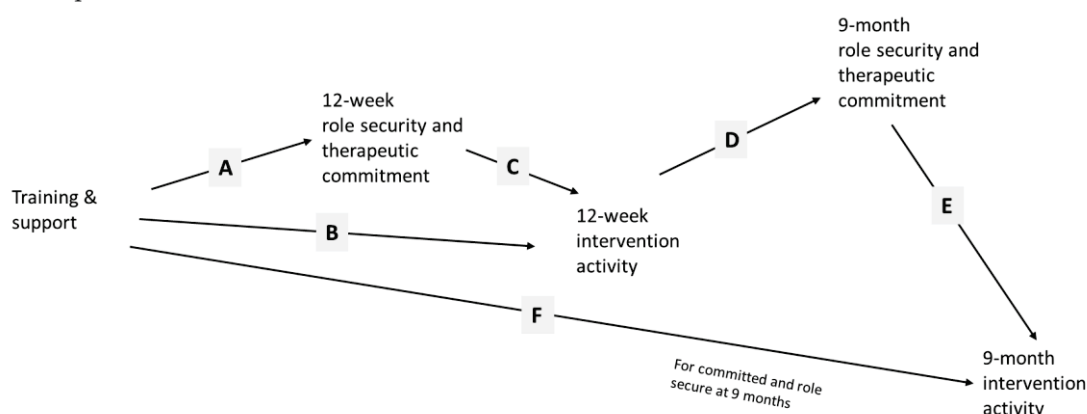 9-month
role security and
therapeutic
commitment
12-week
role security and
therapeutic
commitment
D
A
C
Training &
support
E
12-week
intervention
activity
B
F
For committed and role
secure at 9 months
9-month
intervention
activity